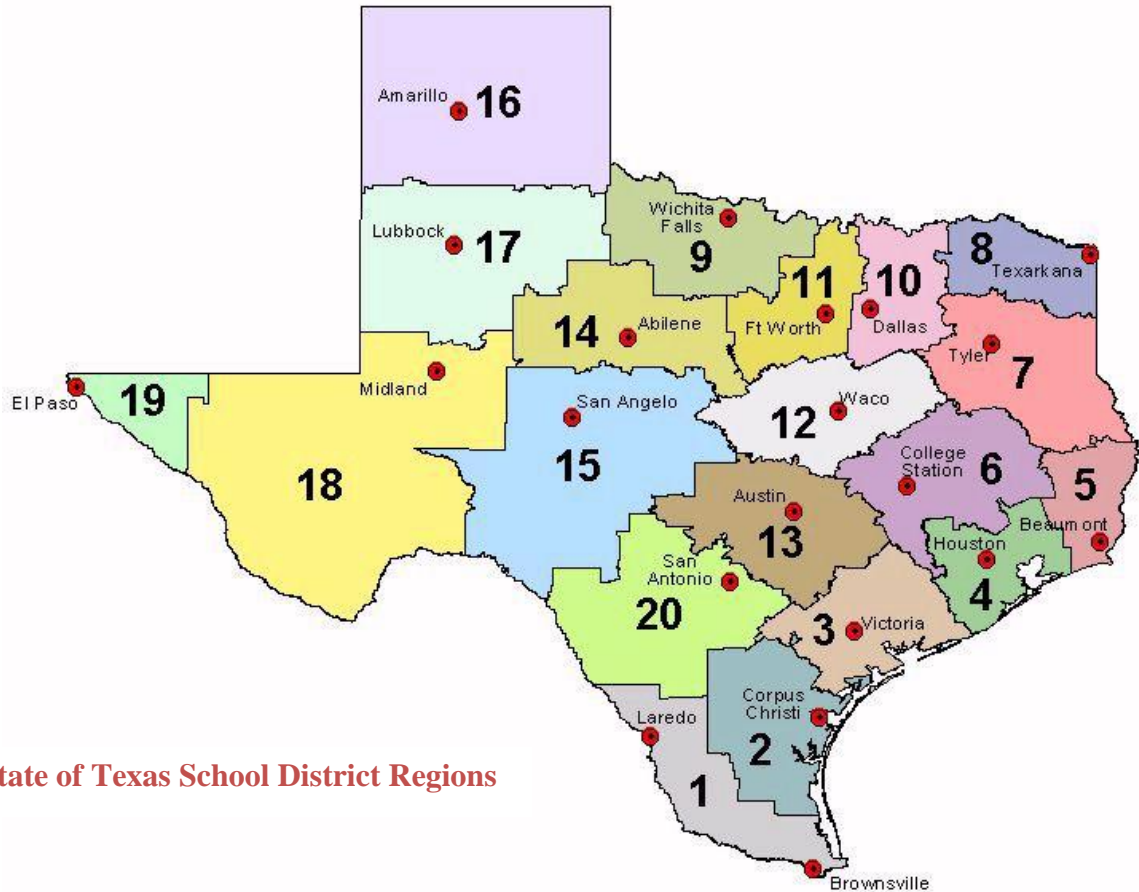 Amarillo
16
Lubbock
17
Wichita
Falls
9
11
10
8
Texarkana
14
Abilene
Ft Worth
Dallas
Tyler
7
El Paso
19
Midland
San Angelo
12
Waco
18
15
College
Station
6
5
Austin
13
Beaumont
Houston
4
San
Antonio
20
3
Victoria
Corpus
Christi
2
Laredo
1
tate of Texas School District Regions
Brownsville